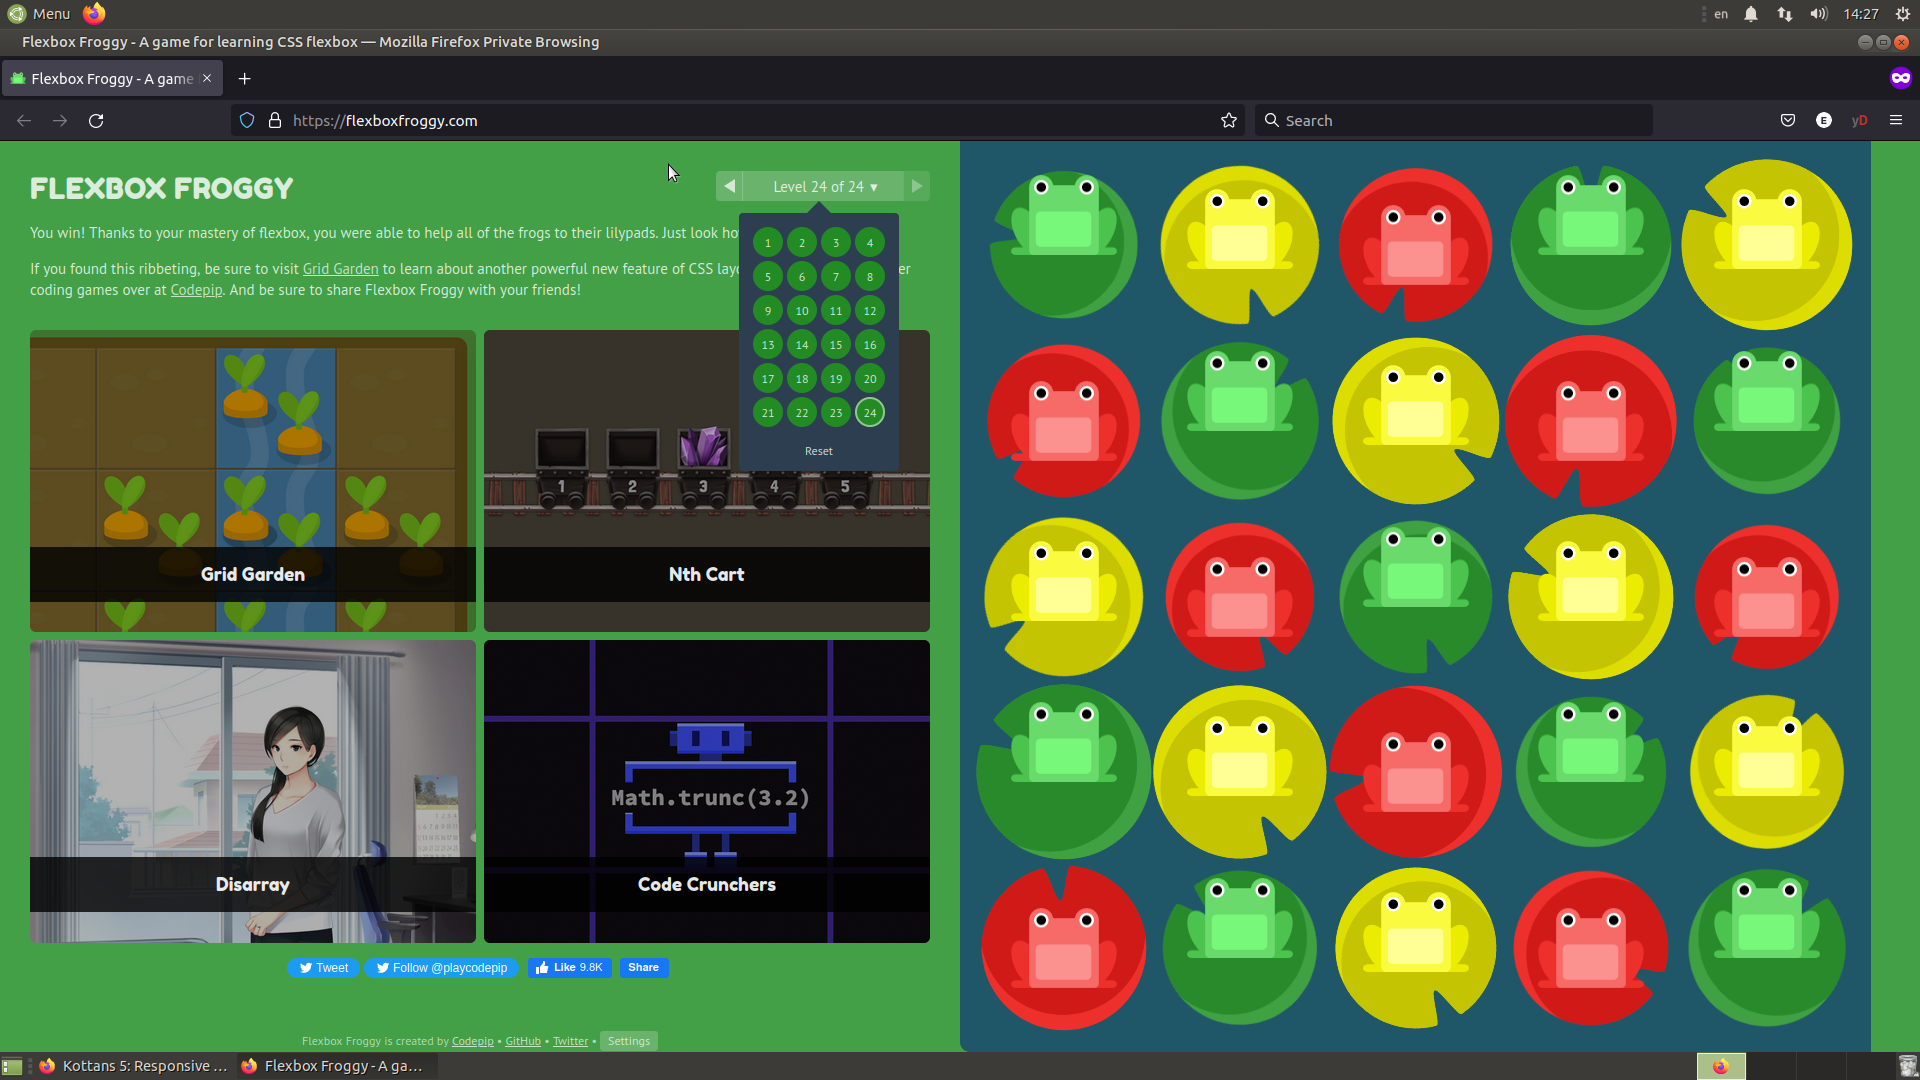 Menu
en
14:27
Flexbox Froggy - A game for learning CSS flexbox — Mozilla Firefox Private Browsing
Flexbox Froggy - A game
https://flexboxfroggy.com
Search
E
yD
FLEXBOX FROGGY
Level 24 of 24 ▾
You win! Thanks to your mastery of flexbox, you were able to help all of the frogs to their lilypads. Just look
If you found this ribbeting, be sure to visit Grid Garden to learn about another powerful new feature of CSS
coding games over at Codepip. And be sure to share Flexbox Froggy with your friends!
1 2 3 4
5 6 7 8
9 10 11 12
13 14 15 16
17 18 19 20
21 22 23 24
Reset
1 2 3 4 5
Grid Garden
Nth Cart
Math.trunc(3.2)
Disarray
Code Crunchers
Tweet
Follow @playcodepip
Like 9.8K
Share
Flexbox Froggy is created by Codepip • GitHub • Twitter • Settings
Kottans 5: Responsive ...
Flexbox Froggy - A ga...